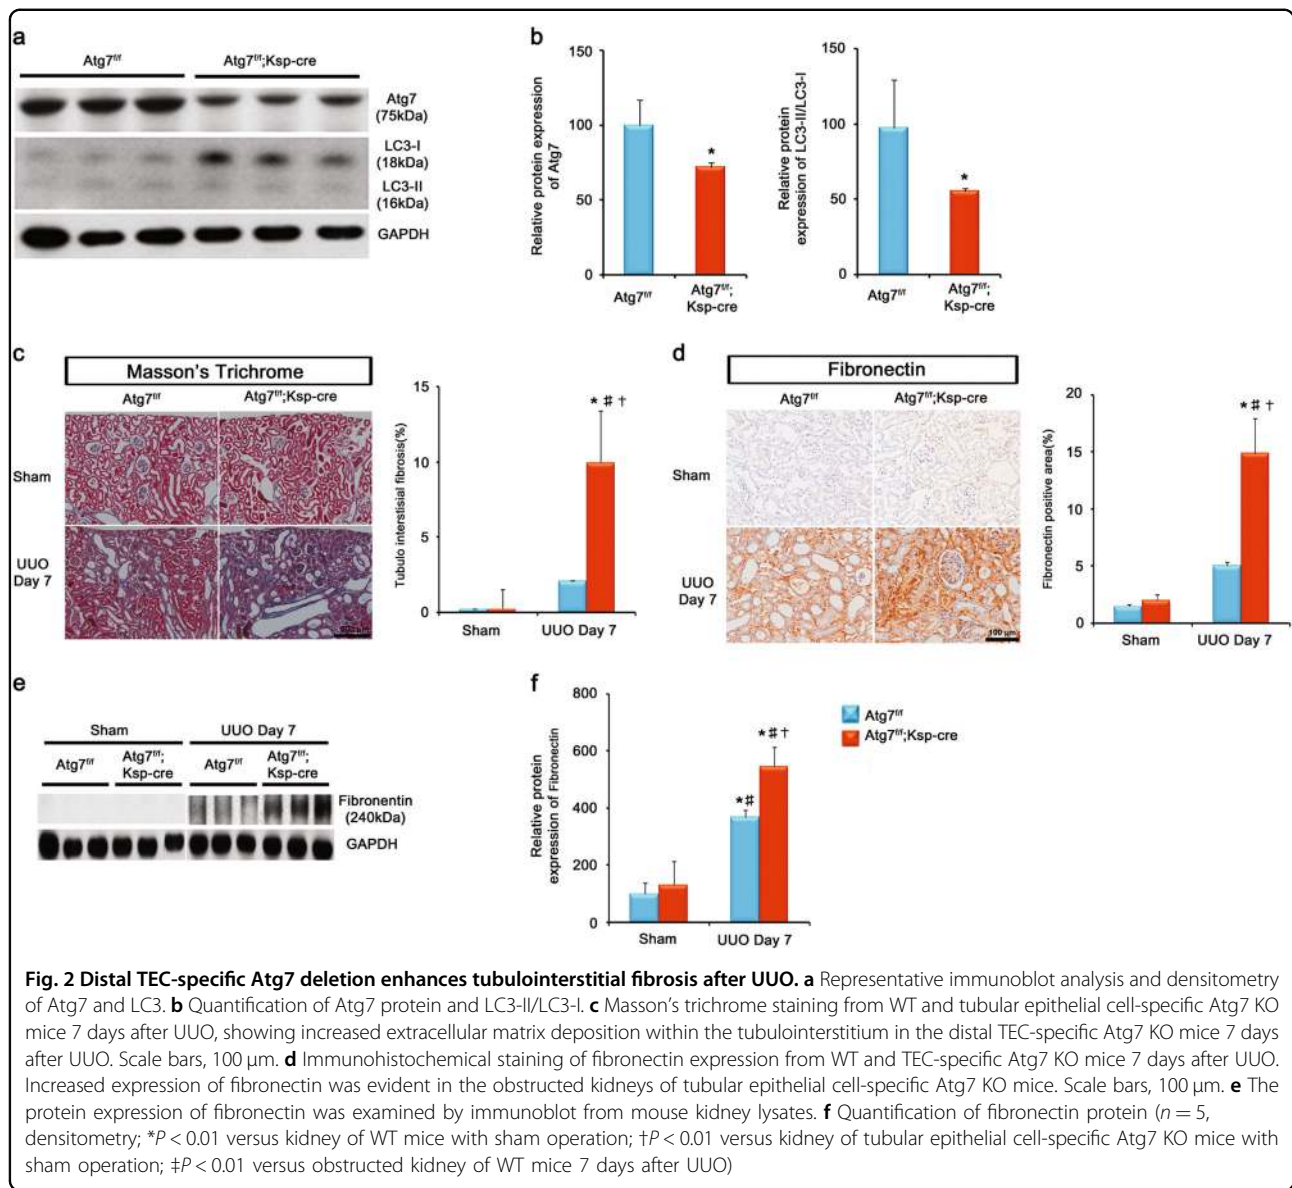 a
Atg7f/f
Atg7f/f;Ksp-cre
Atg7
(75kDa)
LC3-I
(18kDa)
LC3-II
(16kDa)
GAPDH
b
Relative protein expression
of Atg7
150
100
50
0
*
Atg7f/f
Atg7f/f;
Ksp-cre
Relative protein
expression of LC3-II/LC3-I
150
100
50
0
*
Atg7f/f
Atg7f/f;
Ksp-cre
c
Masson's Trichrome
Atg7f/f
Atg7f/f;Ksp-cre
Sham
UUO
Day 7
Tubulo interstisial fibrosis(%)
15
10
5
0
*⌗†
Sham
UUO Day 7
d
Fibronectin
Atg7f/f
Atg7f/f;Ksp-cre
Sham
UUO
Day 7
100 μm
Fibronectin positive area(%)
20
15
10
5
0
*⌗†
Sham
UUO Day 7
e
Sham
UUO Day 7
Atg7f/f
Atg7f/f;
Ksp-cre
Atg7f/f
Atg7f/f;
Ksp-cre
Fibronentin
(240kDa)
GAPDH
f
Relative protein
expression of Fibronectin
800
600
400
200
0
*⌗
*⌗†
Sham
UUO Day 7
Atg7f/f
Atg7f/f;Ksp-cre
Fig. 2 Distal TEC-specific Atg7 deletion enhances tubulointerstitial fibrosis after UUO. a Representative immunoblot analysis and densitometry
of Atg7 and LC3. b Quantification of Atg7 protein and LC3-II/LC3-I. c Masson's trichrome staining from WT and tubular epithelial cell-specific Atg7 KO
mice 7 days after UUO, showing increased extracellular matrix deposition within the tubulointerstitium in the distal TEC-specific Atg7 KO mice 7 days
after UUO. Scale bars, 100 μm. d Immunohistochemical staining of fibronectin expression from WT and TEC-specific Atg7 KO mice 7 days after UUO.
Increased expression of fibronectin was evident in the obstructed kidneys of tubular epithelial cell-specific Atg7 KO mice. Scale bars, 100 μm. e The
protein expression of fibronectin was examined by immunoblot from mouse kidney lysates. f Quantification of fibronectin protein (n = 5,
densitometry; *P < 0.01 versus kidney of WT mice with sham operation; †P < 0.01 versus kidney of tubular epithelial cell-specific Atg7 KO mice with
sham operation; ‡P < 0.01 versus obstructed kidney of WT mice 7 days after UUO)